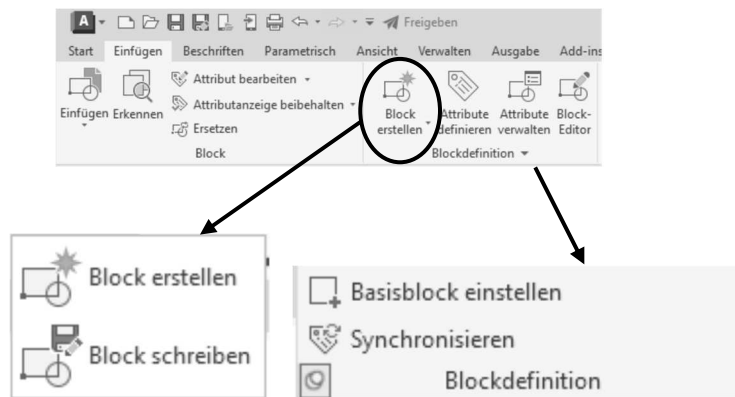 A Freigeben
Start Einfügen Beschriften Parametrisch Ansicht Verwalten Ausgabe Add-ins
Attribut bearbeiten
Attributanzeige beibehalten
Einfügen Erkennen
Block Attribute Attribute Block-
Ersetzen
erstellen definieren verwalten Editor
Block Blockdefinition
Block erstellen
Block schreiben
Basisblock einstellen
Synchronisieren
Blockdefinition